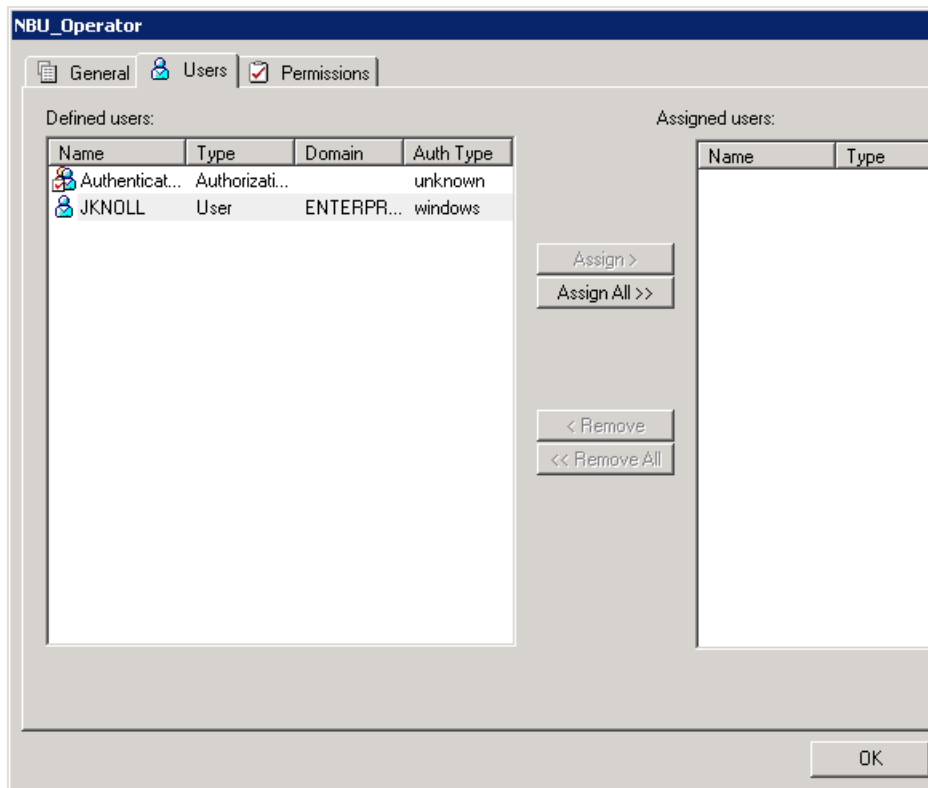 NBU_Operator
General Users Permissions
Defined users: Assigned users:
Name Type Domain Auth Type Name Type
Authenticat... Authorizati... unknown
JKNOLL User ENTERPR... windows
Assign >
Assign All >>
< Remove
<< Remove All
OK